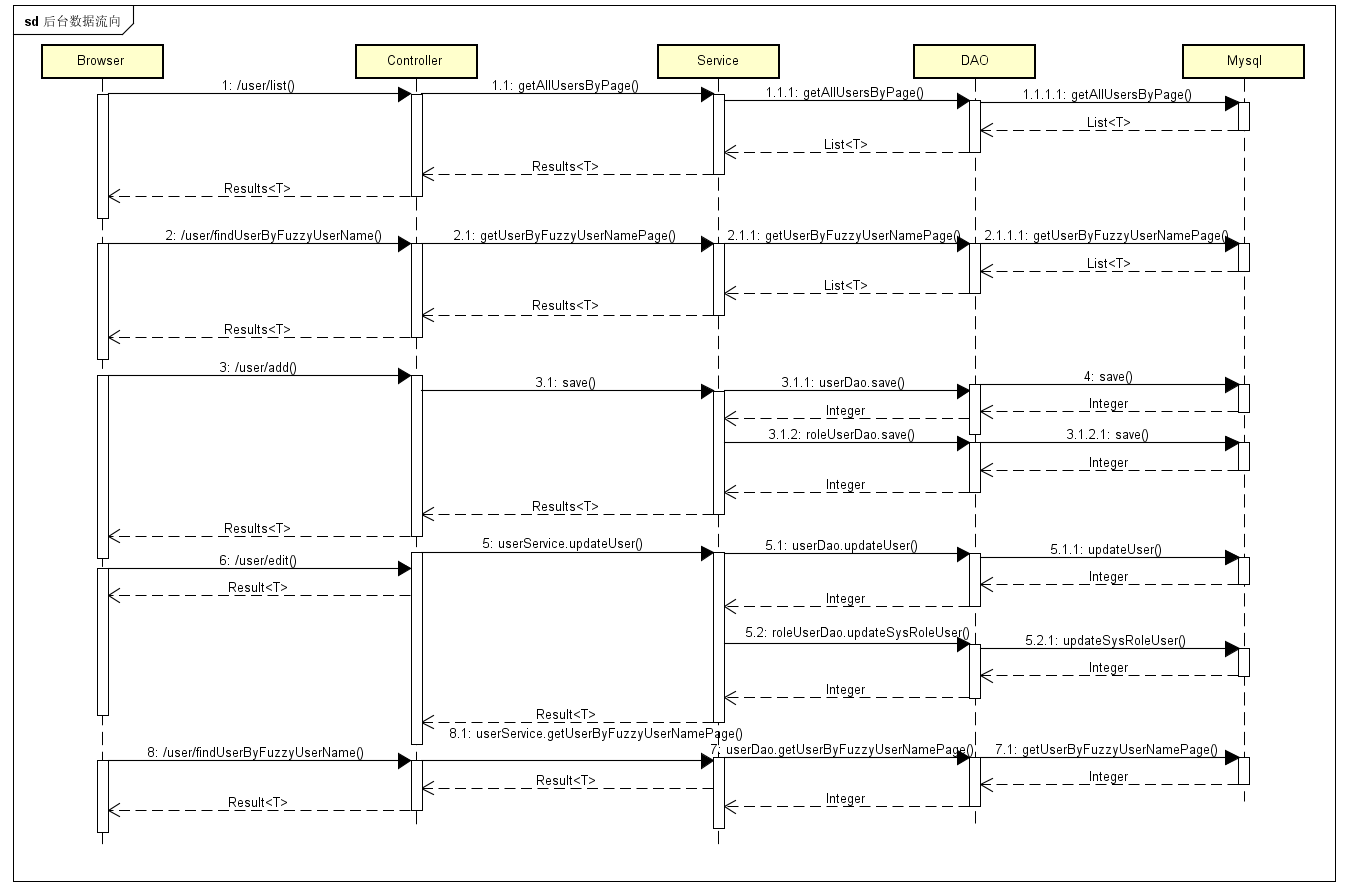 sd 后台数据流向
Browser
Controller
Service
DAO
Mysql
1: /user/list()
1.1: getAllUsersByPage()
1.1.1: getAllUsersByPage()
1.1.1.1: getAllUsersByPage()
List<T>
List<T>
Results<T>
Results<T>
2: /user/findUserByFuzzyUserName()
2.1: getUserByFuzzyUserNamePage()
2.1.1: getUserByFuzzyUserNamePage()
2.1.1.1: getUserByFuzzyUserNamePage()
List<T>
List<T>
Results<T>
Results<T>
3: /user/add()
3.1: save()
3.1.1: userDao.save()
4: save()
Integer
Integer
3.1.2: roleUserDao.save()
3.1.2.1: save()
Integer
Integer
Results<T>
Results<T>
5: userService.updateUser()
5.1: userDao.updateUser()
5.1.1: updateUser()
6: /user/edit()
Integer
Result<T>
Integer
5.2: roleUserDao.updateSysRoleUser()
5.2.1: updateSysRoleUser()
Integer
Integer
Result<T>
8.1: userService.getUserByFuzzyUserNamePage()
8: /user/findUserByFuzzyUserName()
7: userDao.getUserByFuzzyUserNamePage()
7.1: getUserByFuzzyUserNamePage()
Result<T>
Integer
Result<T>
Integer